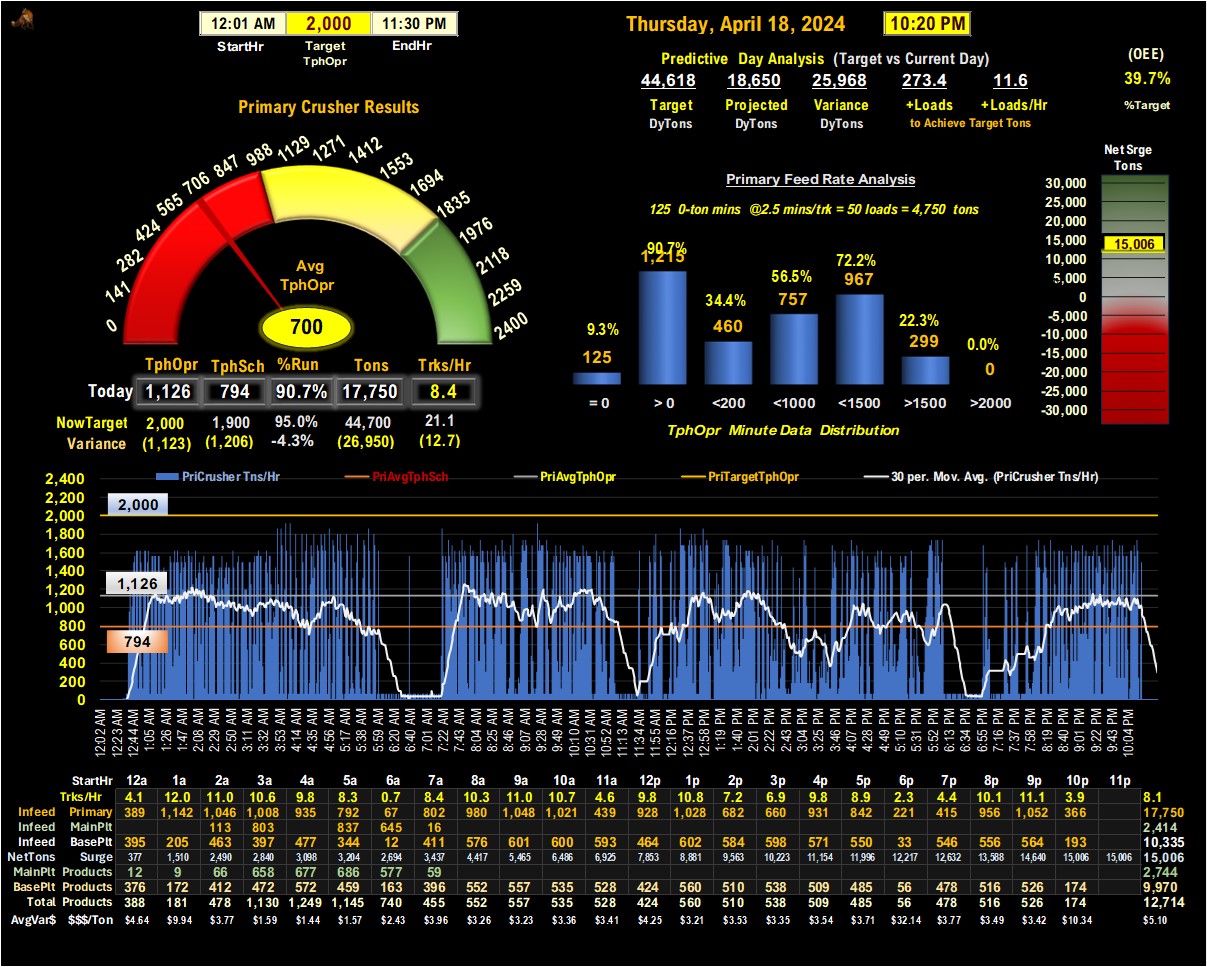 12:01 AM 2,000 11:30 PM
StartHr Target EndHr
TphOpr
Thursday, April 18, 2024 10:20 PM
Predictive Day Analysis (Target vs Current Day)
44,618 18,650 25,968 273.4 11.6
Target Projected Variance +Loads +Loads/Hr
DyTons DyTons DyTons to Achieve Target Tons
(OEE)
39.7%
%Target
Primary Crusher Results
0 141 282 424 565 706 847 988 1129 1271 1412 1553 1694 1835 1976 2118 2259 2400
Avg
TphOpr
700
TphOpr TphSch %Run Tons Trks/Hr
Today 1,126 794 90.7% 17,750 8.4
NowTarget 2,000 1,900 95.0% 44,700 21.1
Variance (1,123) (1,206) -4.3% (26,950) (12.7)
Primary Feed Rate Analysis
125 0-ton mins @2.5 mins/trk = 50 loads = 4,750 tons
9.3% 90.7% 34.4% 56.5% 72.2% 22.3% 0.0%
125 1,215 460 757 967 299 0
= 0 > 0 <200 <1000 <1500 >1500 >2000
TphOpr Minute Data Distribution
Net Srge
Tons
30,000
25,000
20,000
15,000
10,000
5,000
0
-5,000
-10,000
-15,000
-20,000
-25,000
-30,000
15,006
PriCrusher Tns/Hr PriAvgTphSch PriAvgTphOpr PriTargetTphOpr 30 per. Mov. Avg. (PriCrusher Tns/Hr)
2,400
2,200
2,000
1,800
1,600
1,400
1,200
1,000
800
600
400
200
0
2,000
1,126
794
12:02 AM 12:23 AM 12:44 AM 1:05 AM 1:26 AM 1:47 AM 2:08 AM 2:29 AM 2:50 AM 3:11 AM 3:32 AM 3:53 AM 4:14 AM 4:35 AM 4:56 AM 5:17 AM 5:38 AM 5:59 AM 6:20 AM 6:40 AM 7:01 AM 7:22 AM 7:43 AM 8:04 AM 8:25 AM 8:46 AM 9:07 AM 9:28 AM 9:49 AM 10:10 AM 10:31 AM 10:52 AM 11:13 AM 11:34 AM 11:55 AM 12:16 PM 12:37 PM 12:58 PM 1:19 PM 1:40 PM 2:01 PM 2:22 PM 2:43 PM 3:04 PM 3:25 PM 3:46 PM 4:07 PM 4:28 PM 4:49 PM 5:10 PM 5:31 PM 5:52 PM 6:13 PM 6:34 PM 6:55 PM 7:16 PM 7:37 PM 7:58 PM 8:19 PM 8:40 PM 9:01 PM 9:22 PM 9:43 PM 10:04 PM
StartHr 12a 1a 2a 3a 4a 5a 6a 7a 8a 9a 10a 11a 12p 1p 2p 3p 4p 5p 6p 7p 8p 9p 10p 11p
Trks/Hr 4.1 12.0 11.0 10.6 9.8 8.3 0.7 8.4 10.3 11.0 10.7 4.6 9.8 10.8 7.2 6.9 9.8 8.9 2.3 4.4 10.1 11.1 3.9 8.1
Infeed Primary 389 1,142 1,046 1,008 935 792 67 802 980 1,048 1,021 439 928 1,028 682 660 931 842 221 415 956 1,052 366 17,750
Infeed MainPlt 113 803 837 645 16 2,414
Infeed BasePlt 395 205 463 397 477 344 12 411 576 601 600 593 464 602 544 584 598 571 550 33 546 556 564 193 10,335
NetTons Surge 377 1,510 2,490 2,840 3,098 3,204 2,694 3,437 4,417 5,465 6,486 6,925 7,853 8,881 9,563 10,223 11,154 11,996 12,217 12,632 13,588 14,640 15,006 15,006 15,006
MainPlt Products 12 9 66 658 677 686 577 59 2,744
BasePlt Products 376 172 412 472 572 459 163 396 552 557 535 528 424 560 510 538 509 485 56 478 516 526 174 9,970
Total Products 388 181 478 1,130 1,249 1,145 740 455 552 557 535 528 424 560 510 538 509 485 56 478 516 526 174 12,714
AvgVar$ $$$/Ton $4.64 $9.94 $3.77 $1.59 $1.44 $1.57 $2.43 $3.96 $3.26 $3.23 $3.36 $3.41 $4.25 $3.21 $3.53 $3.35 $3.54 $3.71 $32.14 $3.77 $3.49 $3.42 $10.34 $5.10